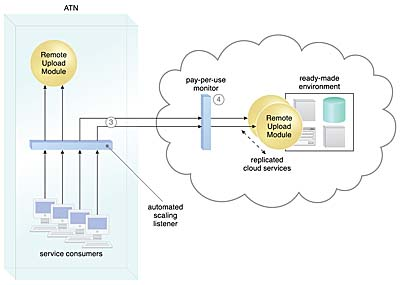 ATN
Remote
Upload
Module
pay-per-use
monitor
ready-made
environment
4
3
Remote
Upload
Module
replicated
cloud services
automated
scaling
listener
service consumers